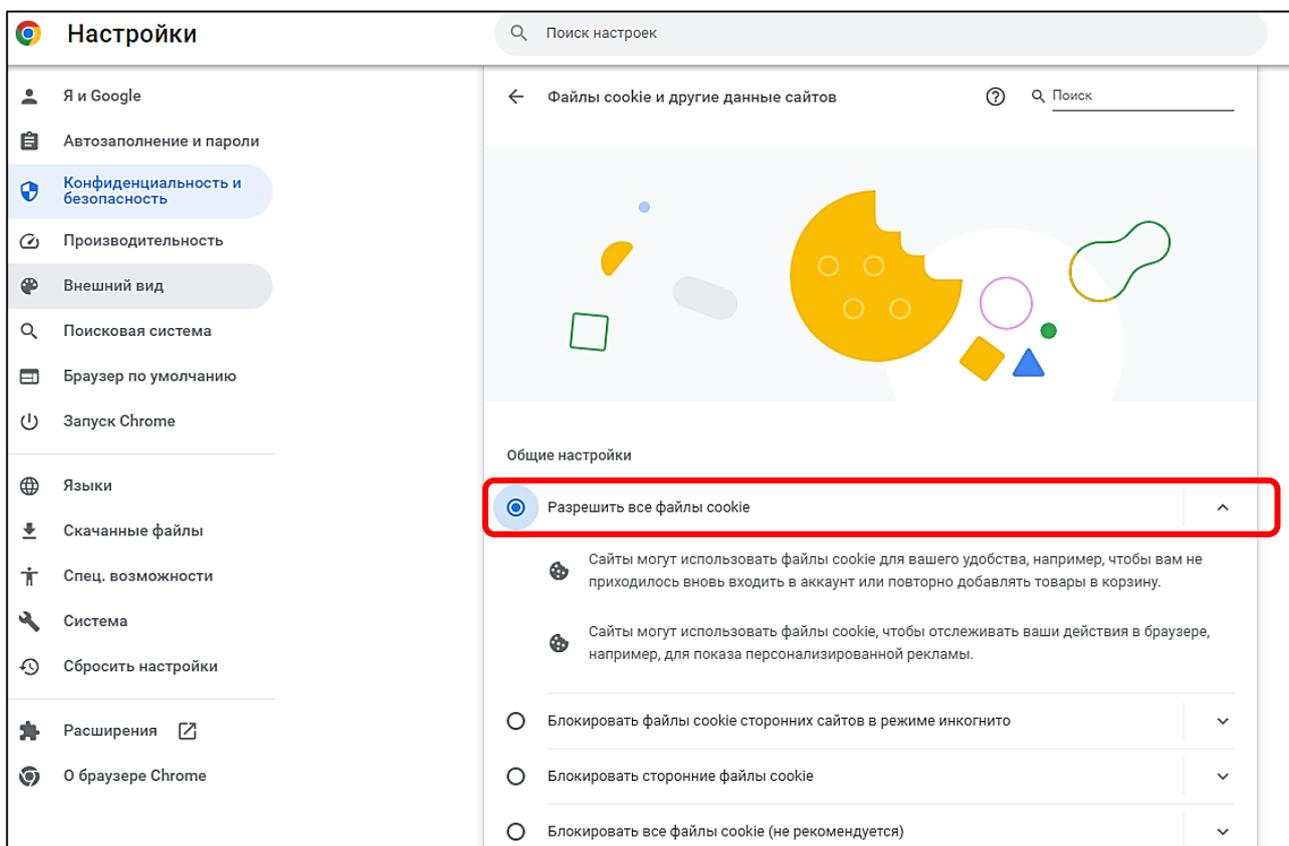 Настройки
Поиск настроек
Я и Google
Автозаполнение и пароли
Конфиденциальность и
безопасность
Производительность
Внешний вид
Поисковая система
Браузер по умолчанию
Запуск Chrome
Языки
Скачанные файлы
Спец. возможности
Система
Сбросить настройки
Расширения
О браузере Chrome
Файлы cookie и другие данные сайтов
Поиск
Общие настройки
Разрешить все файлы cookie
Сайты могут использовать файлы cookie для вашего удобства, например, чтобы вам не
приходилось вновь входить в аккаунт или повторно добавлять товары в корзину.
Сайты могут использовать файлы cookie, чтобы отслеживать ваши действия в браузере,
например, для показа персонализированной рекламы.
Блокировать файлы cookie сторонних сайтов в режиме инкогнито
Блокировать сторонние файлы cookie
Блокировать все файлы cookie (не рекомендуется)